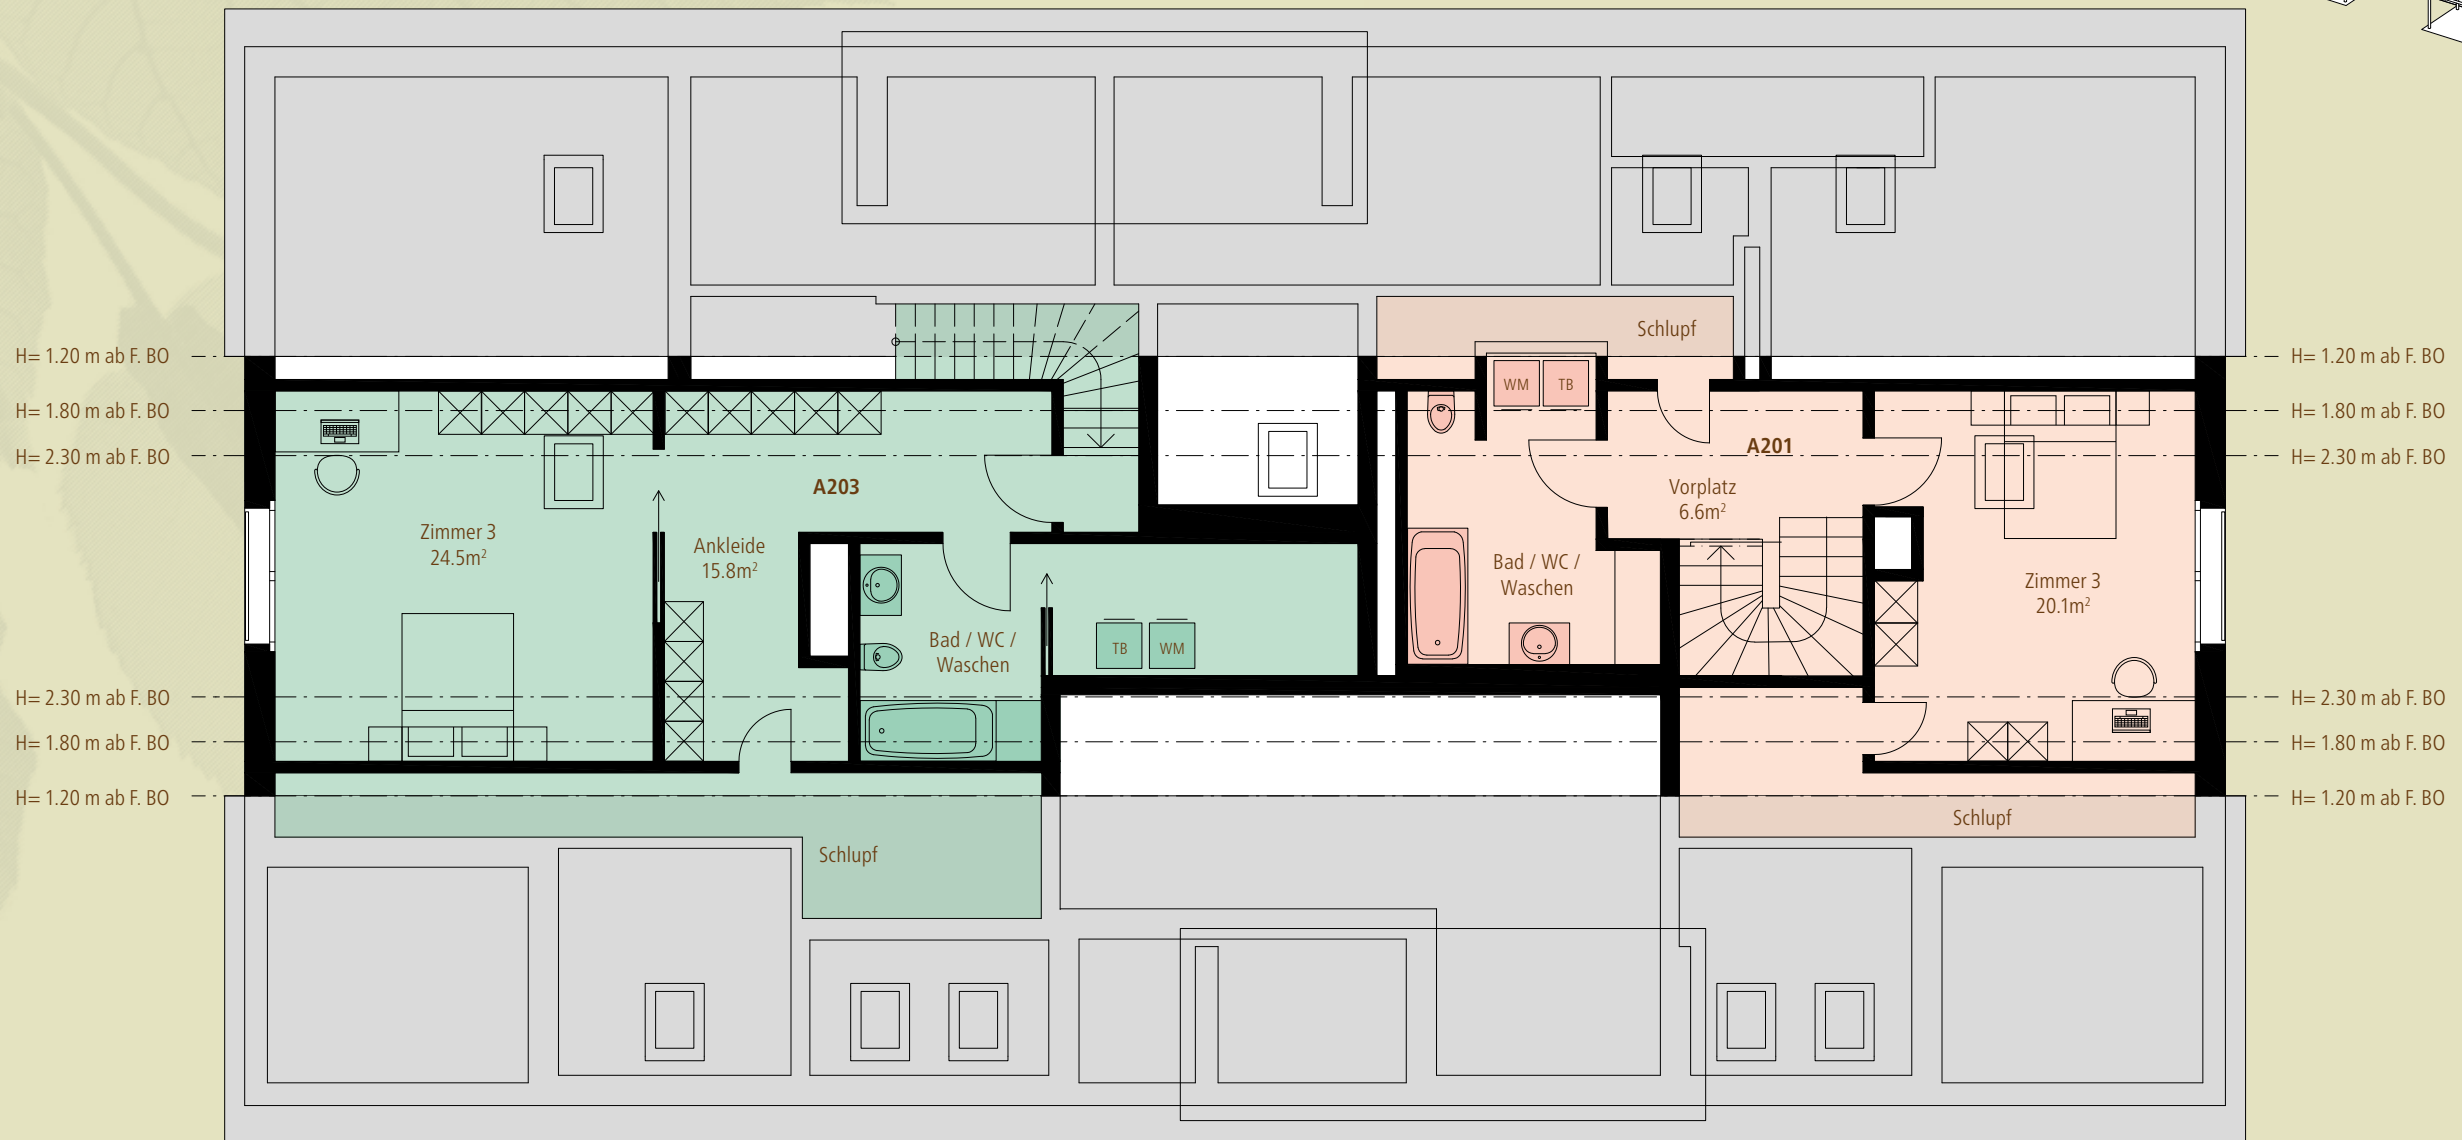 Schlupf
H= 1.20 m ab F. BO
H= 1.20 m ab F. BO
WM
TB
H= 1.80 m ab F. BO
H= 1.80 m ab F. BO
A201
H= 2.30 m ab F. BO
H= 2.30 m ab F. BO
A203
Vorplatz
6.6m²
Zimmer 3
24.5m²
Ankleide
15.8m²
Bad / WC /
Waschen
Zimmer 3
20.1m²
Bad / WC /
Waschen
TB
WM
H= 2.30 m ab F. BO
H= 2.30 m ab F. BO
H= 1.80 m ab F. BO
H= 1.80 m ab F. BO
H= 1.20 m ab F. BO
H= 1.20 m ab F. BO
Schlupf
Schlupf